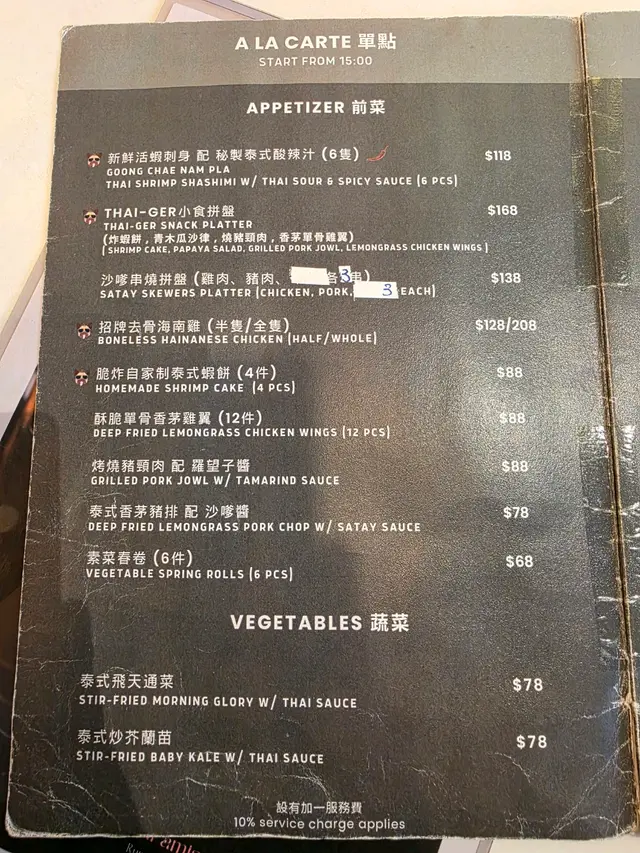 A LA CARTE 單點
START FROM 15:00
APPETIZER 前菜
新鮮活蝦刺身 配 秘製泰式酸辣汁 (6隻) $118
GOONG CHAE NAM PLA
THAI SHRIMP SHASHIMI W/ THAI SOUR & SPICY SAUCE (6 PCS)
THAI-GER小食拼盤 $168
THAI-GER SNACK PLATTER
(炸蝦餅，青木瓜沙律，燒豬頸肉，香茅單骨雞翼)
(SHRIMP CAKE, PAPAYA SALAD, GRILLED PORK JOWL, LEMONGRASS CHICKEN WINGS)
沙嗲串燒拼盤 (雞肉、豬肉、各3串) $138
SATAY SKEWERS PLATTER (CHICKEN, PORK, 3 EACH)
招牌去骨海南雞 (半隻/全隻) $128/208
BONELESS HAINANESE CHICKEN (HALF/WHOLE)
脆炸自家制泰式蝦餅 (4件) $88
HOMEMADE SHRIMP CAKE (4 PCS)
酥脆單骨香茅雞翼 (12件) $88
DEEP FRIED LEMONGRASS CHICKEN WINGS (12 PCS)
烤燒豬頸肉 配 羅望子醬 $88
GRILLED PORK JOWL W/ TAMARIND SAUCE
泰式香茅豬排 配 沙嗲醬 $78
DEEP FRIED LEMONGRASS PORK CHOP W/ SATAY SAUCE
素菜春卷 (6件) $68
VEGETABLE SPRING ROLLS (6 PCS)
VEGETABLES 蔬菜
泰式飛天通菜 $78
STIR-FRIED MORNING GLORY W/ THAI SAUCE
泰式炒芥蘭苗 $78
STIR-FRIED BABY KALE W/ THAI SAUCE
設有加一服務費
10% service charge applies